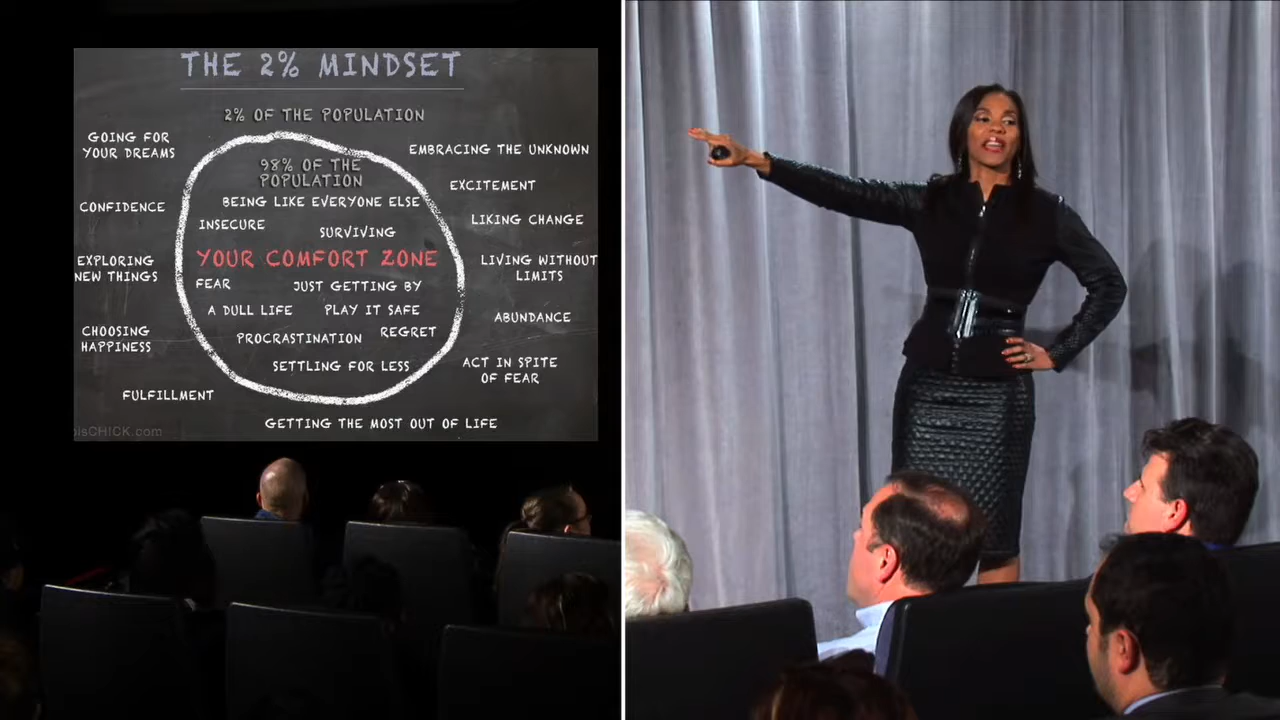 THE 2% MINDSET
2% OF THE POPULATION
GOING FOR
YOUR DREAMS
EMBRACING THE UNKNOWN
98% OF THE
POPULATION
EXCITEMENT
BEING LIKE EVERYONE ELSE
CONFIDENCE
INSECURE
SURVIVING
LIKING CHANGE
YOUR COMFORT ZONE
EXPLORING
NEW THINGS
LIVING WITHOUT
LIMITS
FEAR
JUST GETTING BY
A DULL LIFE
PLAY IT SAFE
ABUNDANCE
CHOOSING
HAPPINESS
PROCRASTINATION
REGRET
SETTLING FOR LESS
ACT IN SPITE
OF FEAR
FULFILLMENT
GETTING THE MOST OUT OF LIFE
isCHICK.com